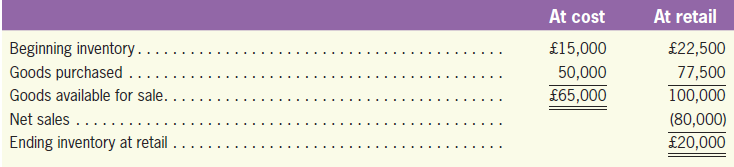 At cost At retail
Beginning inventory . . . . . . . . . . . . . . . . . . . . . . . . . . . . . . . . . . . . . . . . . . . £15,000 £22,500
Goods purchased . . . . . . . . . . . . . . . . . . . . . . . . . . . . . . . . . . . . . . . . . . . . 50,000 77,500
Goods available for sale. . . . . . . . . . . . . . . . . . . . . . . . . . . . . . . . . . . . . . . . £65,000 100,000
Net sales . . . . . . . . . . . . . . . . . . . . . . . . . . . . . . . . . . . . . . . . . . . . . . . . . . (80,000)
Ending inventory at retail . . . . . . . . . . . . . . . . . . . . . . . . . . . . . . . . . . . . . . . £20,000